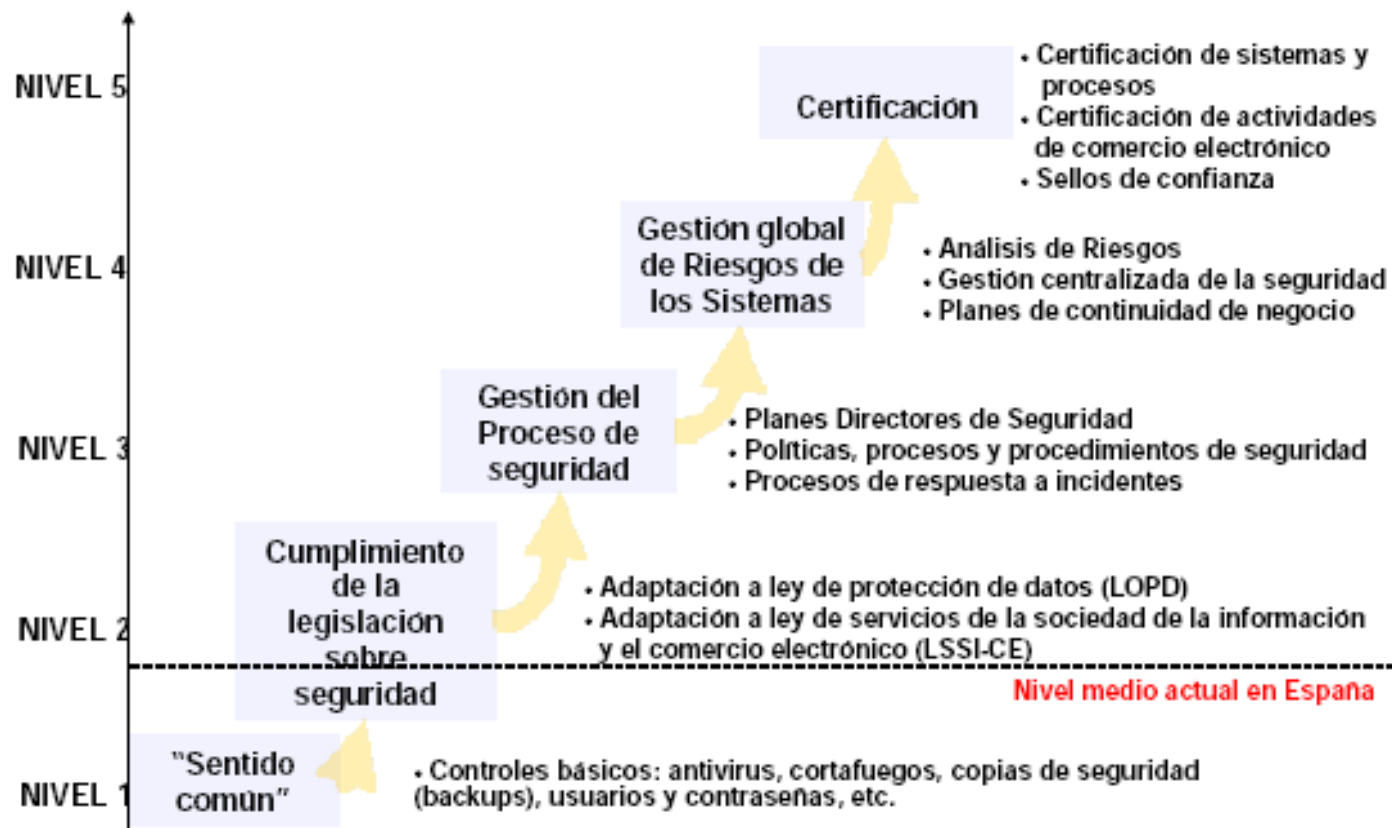 NIVEL 5
Certificación
• Certificación de sistemas y
procesos
• Certificación de actividades
de comercio electrónico
• Sellos de confianza
NIVEL 4
Gestión global
de Riesgos de
los Sistemas
• Análisis de Riesgos
• Gestión centralizada de la seguridad
• Planes de continuidad de negocio
NIVEL 3
Gestión del
Proceso de
seguridad
• Planes Directores de Seguridad
• Políticas, procesos y procedimientos de seguridad
• Procesos de respuesta a incidentes
NIVEL 2
Cumplimiento
de la
legislación
sobre
seguridad
• Adaptación a ley de protección de datos (LOPD)
• Adaptación a ley de servicios de la sociedad de la información
y el comercio electrónico (LSSI-CE)
Nivel medio actual en España
NIVEL 1
"Sentido
común"
• Controles básicos: antivirus, cortafuegos, copias de seguridad
(backups), usuarios y contraseñas, etc.